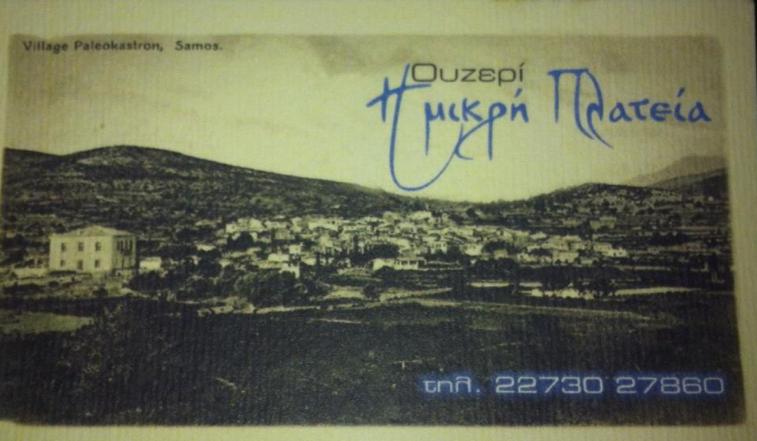 Village Paleokastron, Samos.
Ουζερί
Η μικρή Πλατεία
τηλ. 22730 27860